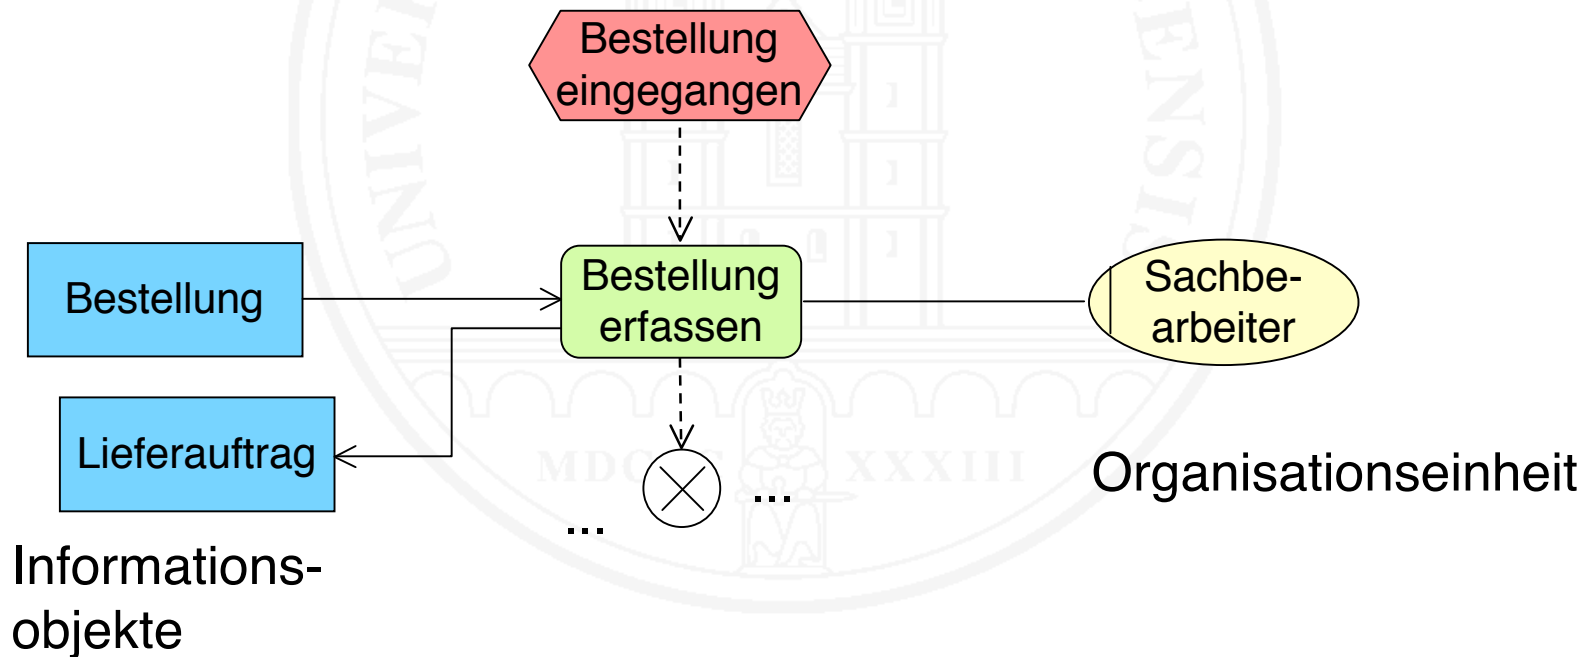 Bestellung
eingegangen
Bestellung
Bestellung
erfassen
Sachbe-
arbeiter
Lieferauftrag
Organisationseinheit
...
...
Informations-
objekte